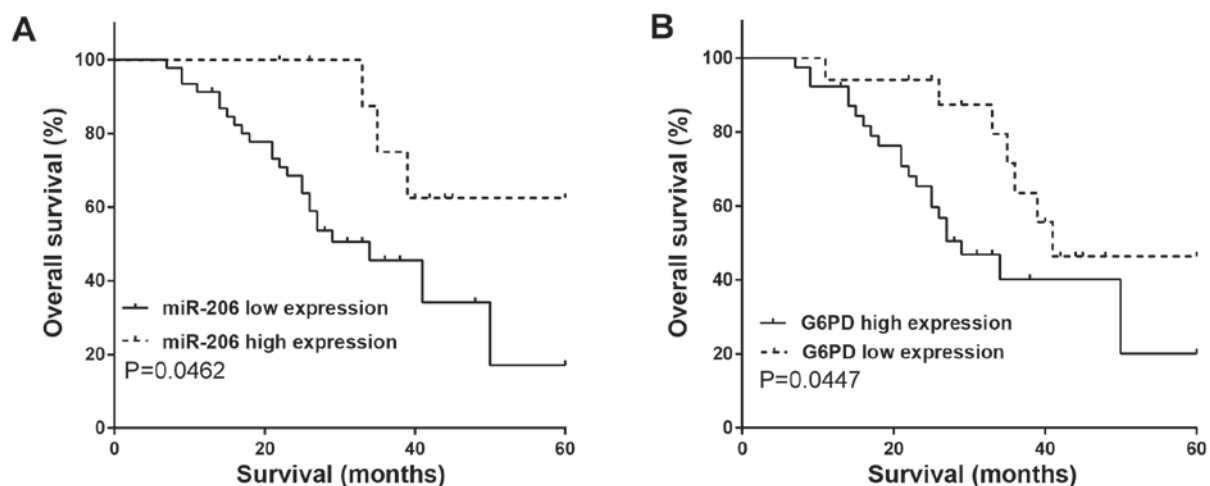 A
Overall survival (%)
100
80
60
40
20
0
miR-206 low expression
miR-206 high expression
P=0.0462
0 20 40 60
Survival (months)
B
Overall survival (%)
100
80
60
40
20
0
G6PD high expression
G6PD low expression
P=0.0447
0 20 40 60
Survival (months)